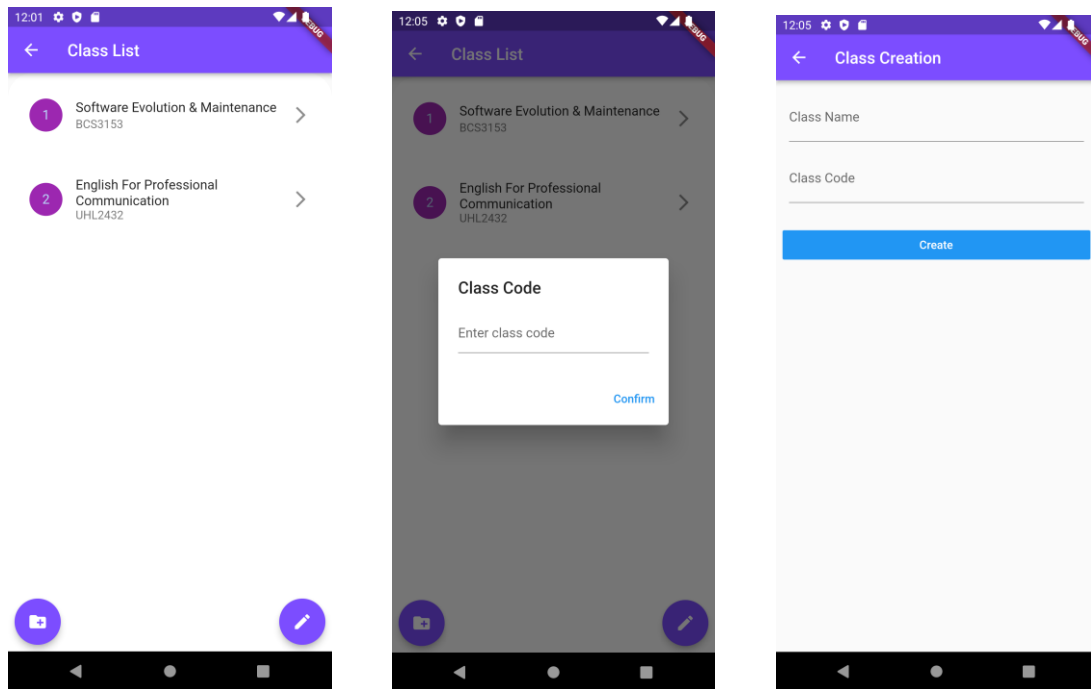 12:01
DEBUG
Class List
1
Software Evolution & Maintenance
BCS3153
2
English For Professional
Communication
UHL2432
12:05
DEBUG
Class List
1
Software Evolution & Maintenance
BCS3153
2
English For Professional
Communication
UHL2432
Class Code
Enter class code
Confirm
12:05
DEBUG
Class Creation
Class Name
Class Code
Create